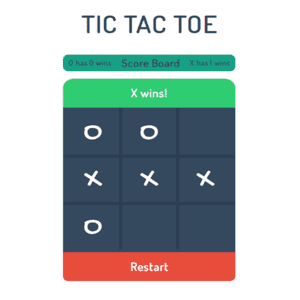 TIC TAC TOE
O has 0 wins Score Board X has 1 wins
X wins!
O O
X X X
O
Restart